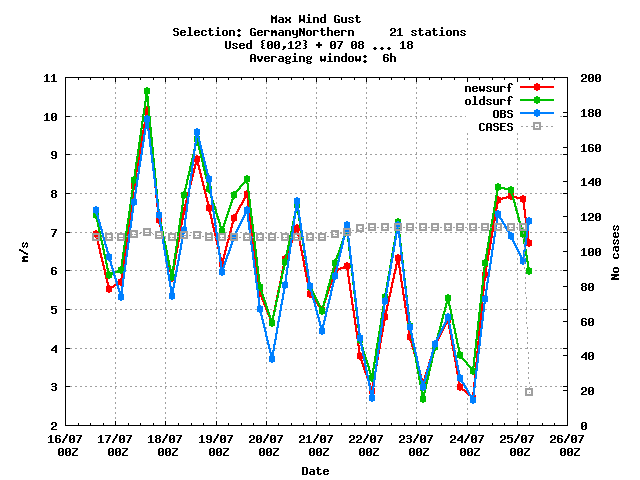 Max Wind Gust
Selection: GermanyNorthern     21 stations
Used {00,12} + 07 08 ... 18
Averaging window:  6h
newsurf
oldsurf
OBS
CASES
11
10
9
8
7
6
5
4
3
2
m/s
200
180
160
140
120
100
80
60
40
20
0
No cases
16/07 17/07 18/07 19/07 20/07 21/07 22/07 23/07 24/07 25/07 26/07
00Z 00Z 00Z 00Z 00Z 00Z 00Z 00Z 00Z 00Z 00Z
Date